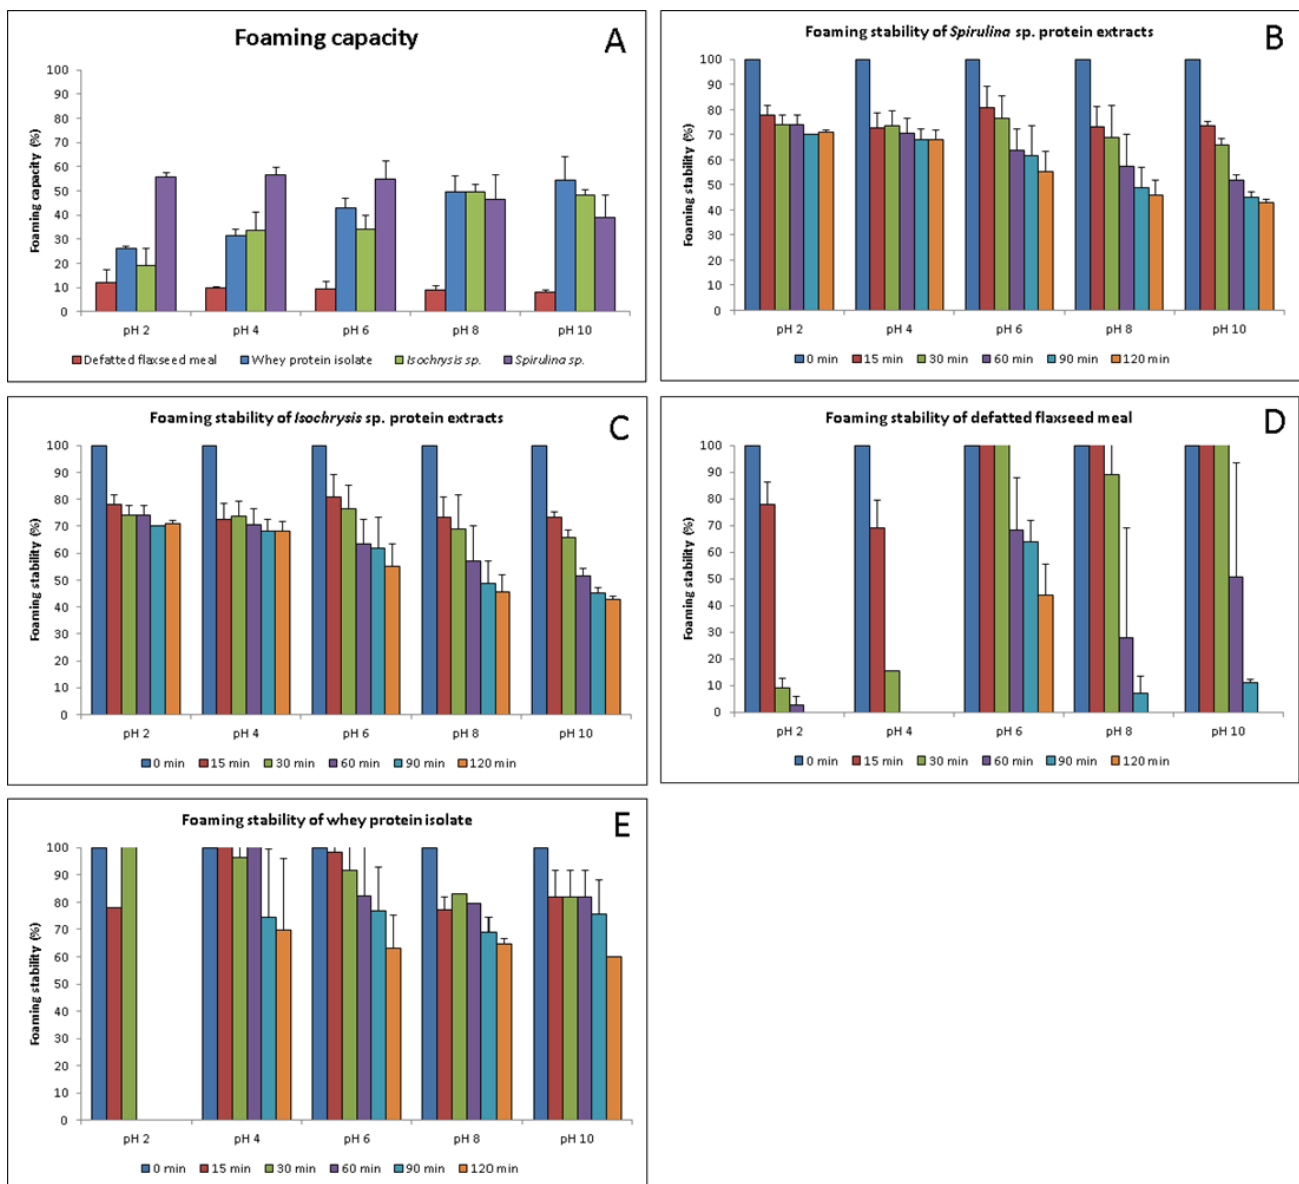 Foaming capacity
A
Foaming capacity (%)
100
90
80
70
60
50
40
30
20
10
0
pH 2 pH 4 pH 6 pH 8 pH 10
Defatted flaxseed meal Whey protein isolate Isochrysis sp. Spirulina sp.
Foaming stability of Spirulina sp. protein extracts
B
Foaming stability (%)
100
90
80
70
60
50
40
30
20
10
0
pH 2 pH 4 pH 6 pH 8 pH 10
0 min 15 min 30 min 60 min 90 min 120 min
Foaming stability of Isochrysis sp. protein extracts
C
Foaming stability (%)
100
90
80
70
60
50
40
30
20
10
0
pH 2 pH 4 pH 6 pH 8 pH 10
0 min 15 min 30 min 60 min 90 min 120 min
Foaming stability of defatted flaxseed meal
D
Foaming stability (%)
100
90
80
70
60
50
40
30
20
10
0
pH 2 pH 4 pH 6 pH 8 pH 10
0 min 15 min 30 min 60 min 90 min 120 min
Foaming stability of whey protein isolate
E
Foaming stability (%)
100
90
80
70
60
50
40
30
20
10
0
pH 2 pH 4 pH 6 pH 8 pH 10
0 min 15 min 30 min 60 min 90 min 120 min